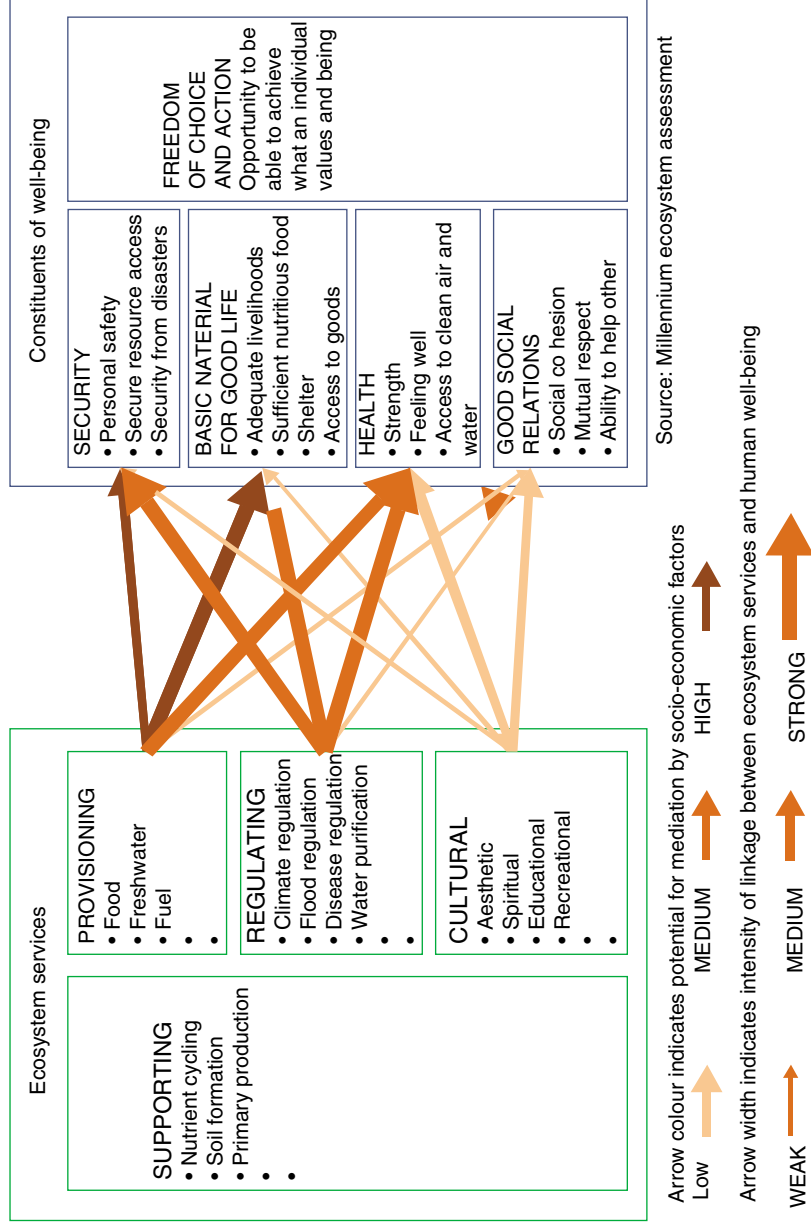 Ecosystem services
SUPPORTING
• Nutrient cycling
• Soil formation
• Primary production
•
•
PROVISIONING
• Food
• Freshwater
• Fuel
•
•
REGULATING
• Climate regulation
• Flood regulation
• Disease regulation
• Water purification
•
•
CULTURAL
• Aesthetic
• Spiritual
• Educational
• Recreational
•
•
Constituents of well-being
SECURITY
• Personal safety
• Secure resource access
• Security from disasters
BASIC NATERIAL
FOR GOOD LIFE
• Adequate livelihoods
• Sufficient nutritious food
• Shelter
• Access to goods
HEALTH
• Strength
• Feeling well
• Access to clean air and
water
GOOD SOCIAL
RELATIONS
• Social co hesion
• Mutual respect
• Ability to help other
FREEDOM
OF CHOICE
AND ACTION
Opportunity to be
able to achieve
what an individual
values and being
Source: Millennium ecosystem assessment
Arrow colour indicates potential for mediation by socio-economic factors
Low MEDIUM HIGH
Arrow width indicates intensity of linkage between ecosystem services and human well-being
WEAK MEDIUM STRONG